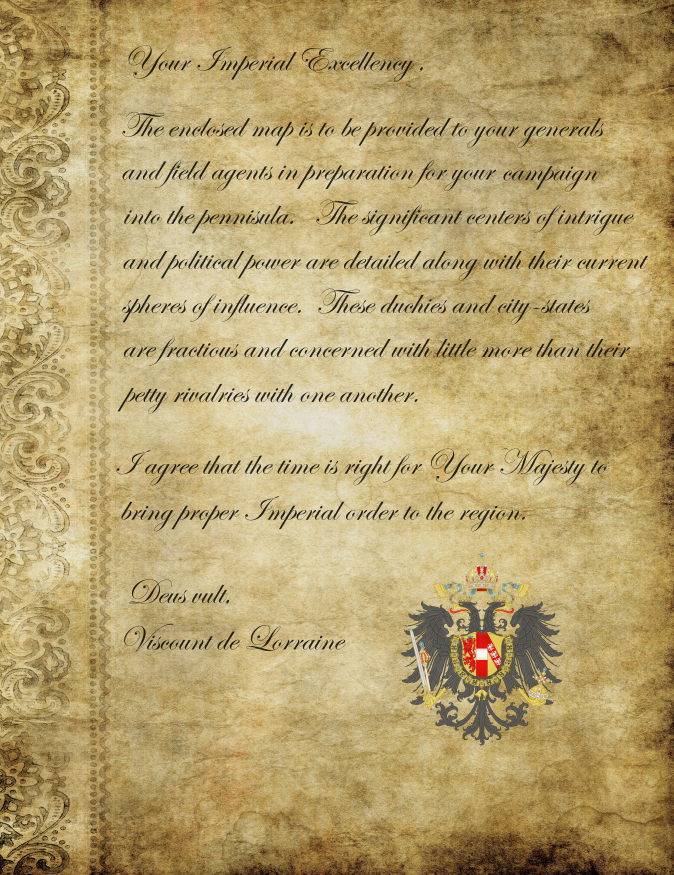 Your Imperial Excellency .
The enclosed map is to be provided to your generals
and field agents in preparation for your campaign
into the pennisula. The significant centers of intrigue
and political power are detailed along with their current
spheres of influence. These duchies and city-states
are fractious and concerned with little more than their
petty rivalries with one another.
I agree that the time is right for Your Majesty to
bring proper Imperial order to the region.
Deus vult,
Viscount de Lorraine